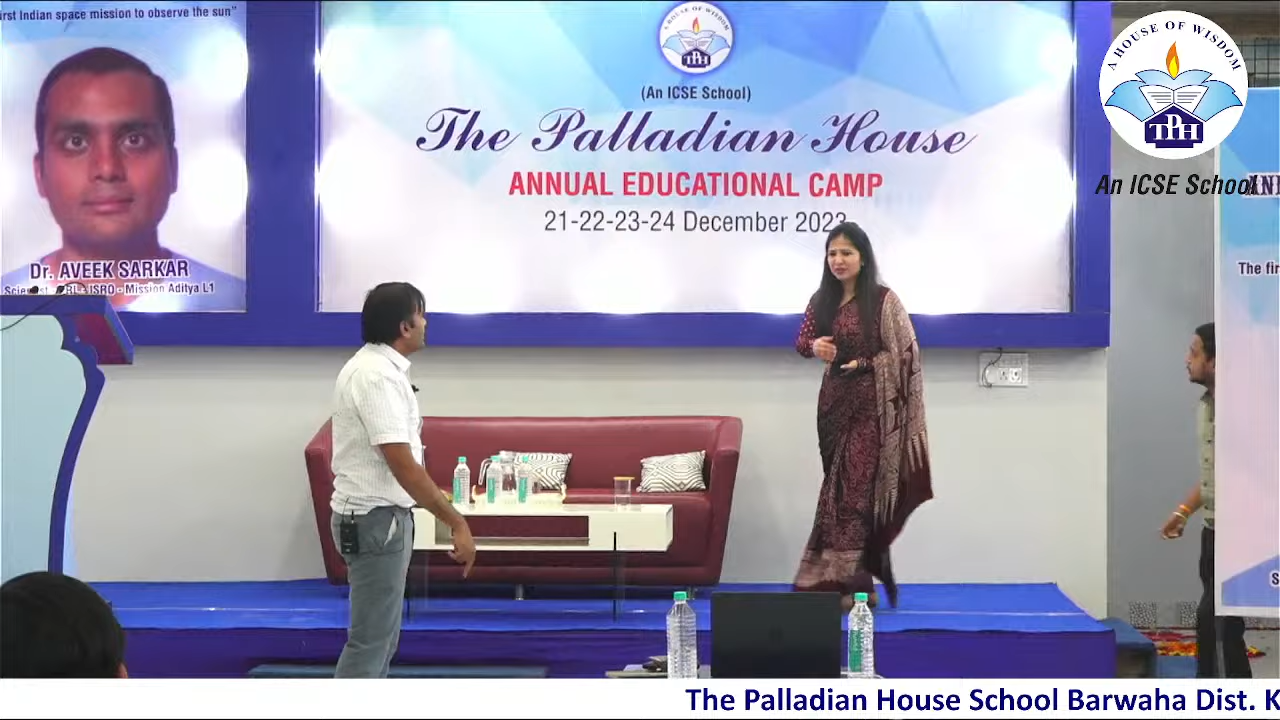 irst Indian space mission to observe the sun"
Dr. AVEEK SARKAR
Scientist - PRL - ISRO - Mission Aditya L1
A HOUSE OF WISDOM
TPH
(An ICSE School)
The Palladian House
ANNUAL EDUCATIONAL CAMP
21-22-23-24 December 2023
A HOUSE OF WISDOM
TPH
An ICSE School
The fir
S
The Palladian House School Barwaha Dist. K